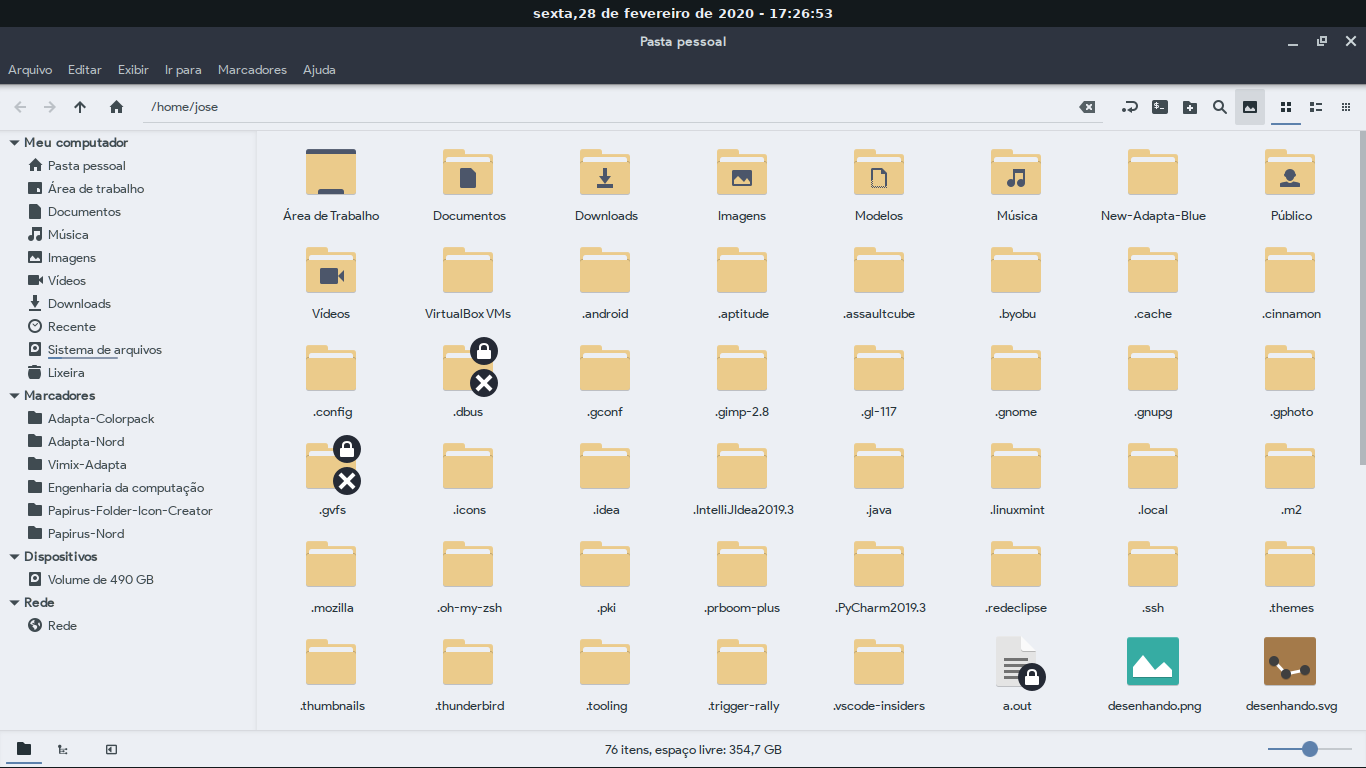 sexta,28 de fevereiro de 2020 - 17:26:53
Pasta pessoal
Arquivo Editar Exibir Ir para Marcadores Ajuda
/home/jose
Meu computador
Pasta pessoal
Área de trabalho
Documentos
Música
Imagens
Vídeos
Downloads
Recente
Sistema de arquivos
Lixeira
Marcadores
Adapta-Colorpack
Adapta-Nord
Vimix-Adapta
Engenharia da computação
Papirus-Folder-Icon-Creator
Papirus-Nord
Dispositivos
Volume de 490 GB
Rede
Rede
Área de Trabalho Documentos Downloads Imagens Modelos Música New-Adapta-Blue Público
Vídeos VirtualBox VMs .android .aptitude .assaultcube .byobu .cache .cinnamon
.config .dbus .gconf .gimp-2.8 .gl-117 .gnome .gnupg .gphoto
.gvfs .icons .idea .IntelliJIdea2019.3 .java .linuxmint .local .m2
.mozilla .oh-my-zsh .pki .prboom-plus .PyCharm2019.3 .redeclipse .ssh .themes
.thumbnails .thunderbird .tooling .trigger-rally .vscode-insiders a.out desenhando.png desenhando.svg
76 itens, espaço livre: 354,7 GB